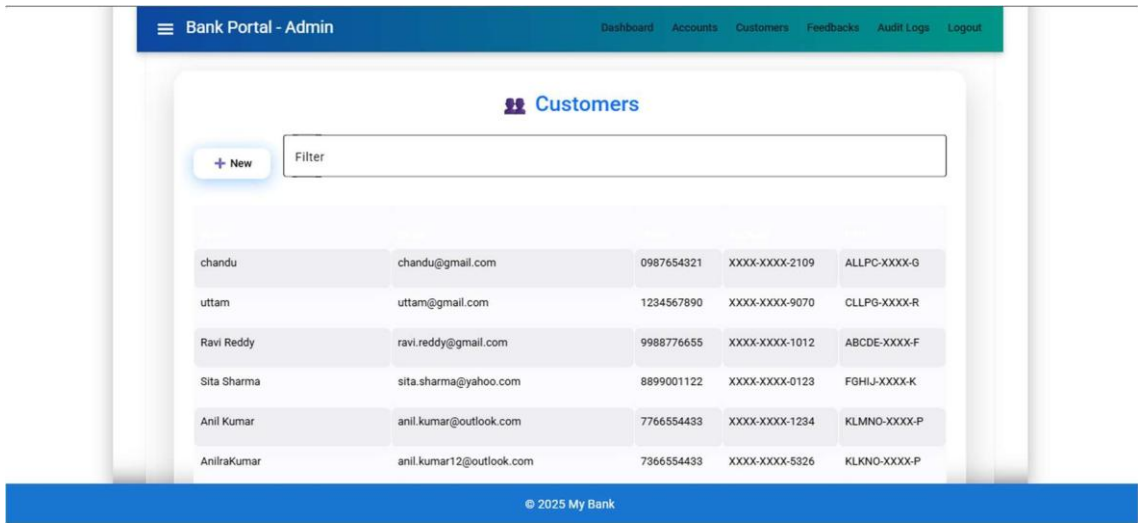 Bank Portal - Admin Dashboard Accounts Customers Feedbacks Audit Logs Logout
Customers
+ New Filter
chandu chandu@gmail.com 0987654321 XXXX-XXXX-2109 ALLPC-XXXX-G
uttam uttam@gmail.com 1234567890 XXXX-XXXX-9070 CLLPG-XXXX-R
Ravi Reddy ravi.reddy@gmail.com 9988776655 XXXX-XXXX-1012 ABCDE-XXXX-F
Sita Sharma sita.sharma@yahoo.com 8899001122 XXXX-XXXX-0123 FGHIJ-XXXX-K
Anil Kumar anil.kumar@outlook.com 7766554433 XXXX-XXXX-1234 KLMNO-XXXX-P
AnilraKumar anil.kumar12@outlook.com 7366554433 XXXX-XXXX-5326 KLKNO-XXXX-P
© 2025 My Bank